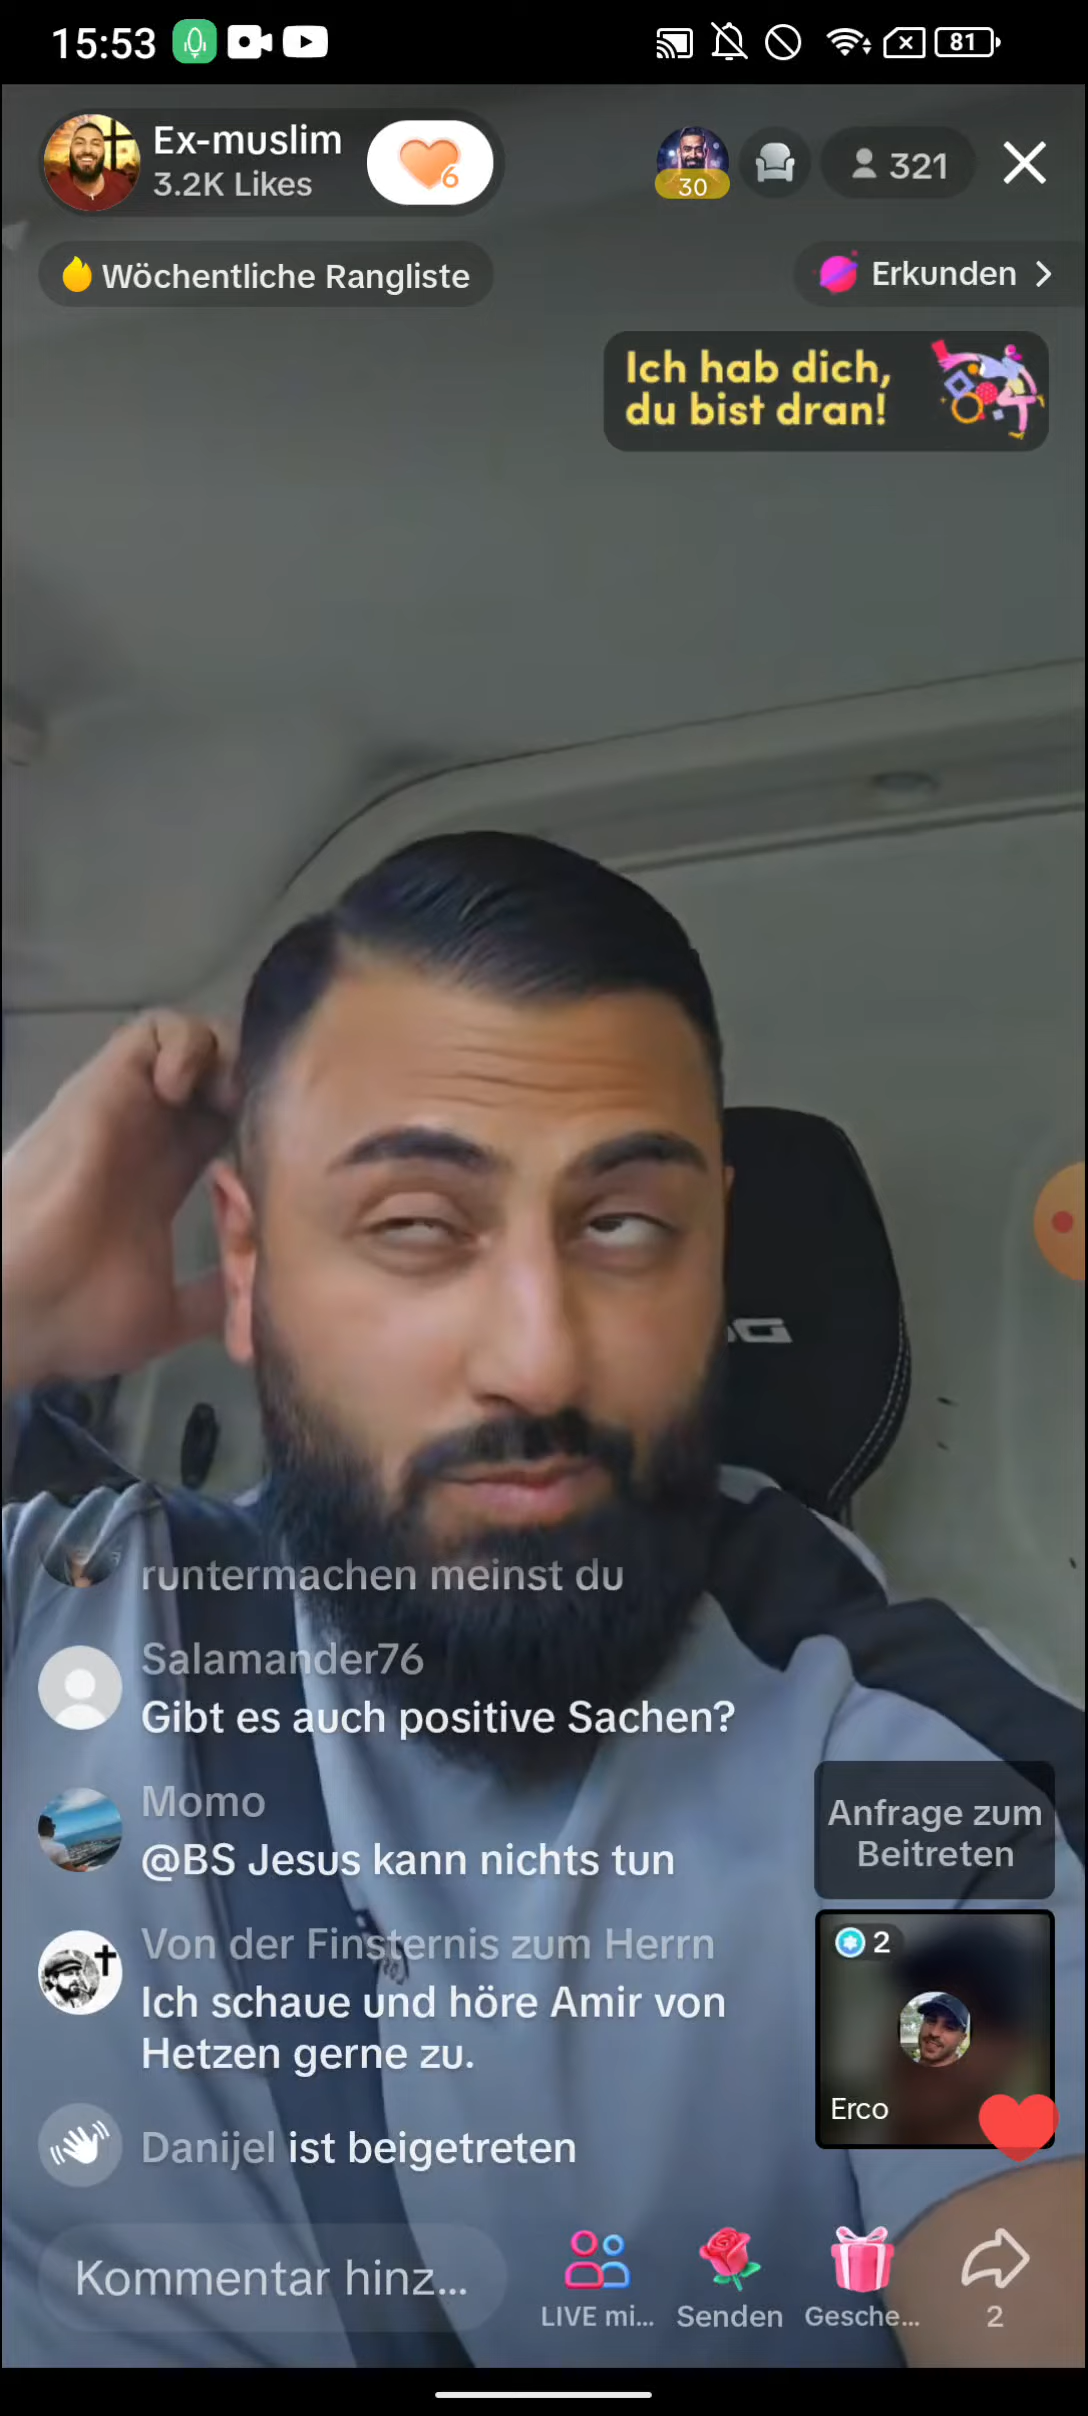 15:53
81
Ex-muslim
3.2K Likes
6
30
321
Wöchentliche Rangliste
Erkunden
Ich hab dich,
du bist dran!
runtermachen meinst du
Salamander76
Gibt es auch positive Sachen?
Momo
@BS Jesus kann nichts tun
Von der Finsternis zum Herrn
Ich schaue und höre Amir von
Hetzen gerne zu.
Danijel ist beigetreten
Anfrage zum
Beitreten
2
Erco
Kommentar hinz...
LIVE mi...
Senden
Gesche...
2